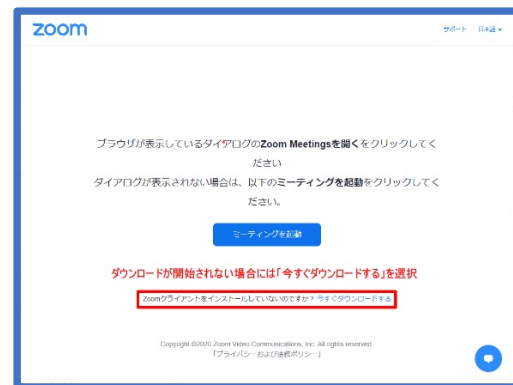 zoom
サポート 日本語
ブラウザが表示しているダイアログのZoom Meetingsを開くをクリックしてく
ださい
ダイアログが表示されない場合は、以下のミーティングを起動をクリックしてく
ださい。
ミーティングを起動
ダウンロードが開始されない場合には「今すぐダウンロードする」を選択
Zoomクライアントをインストールしていないのですか？ 今すぐダウンロードする
Copyright ©2020 Zoom Video Communications, Inc. All rights reserved.
「プライバシーおよび法務ポリシー」